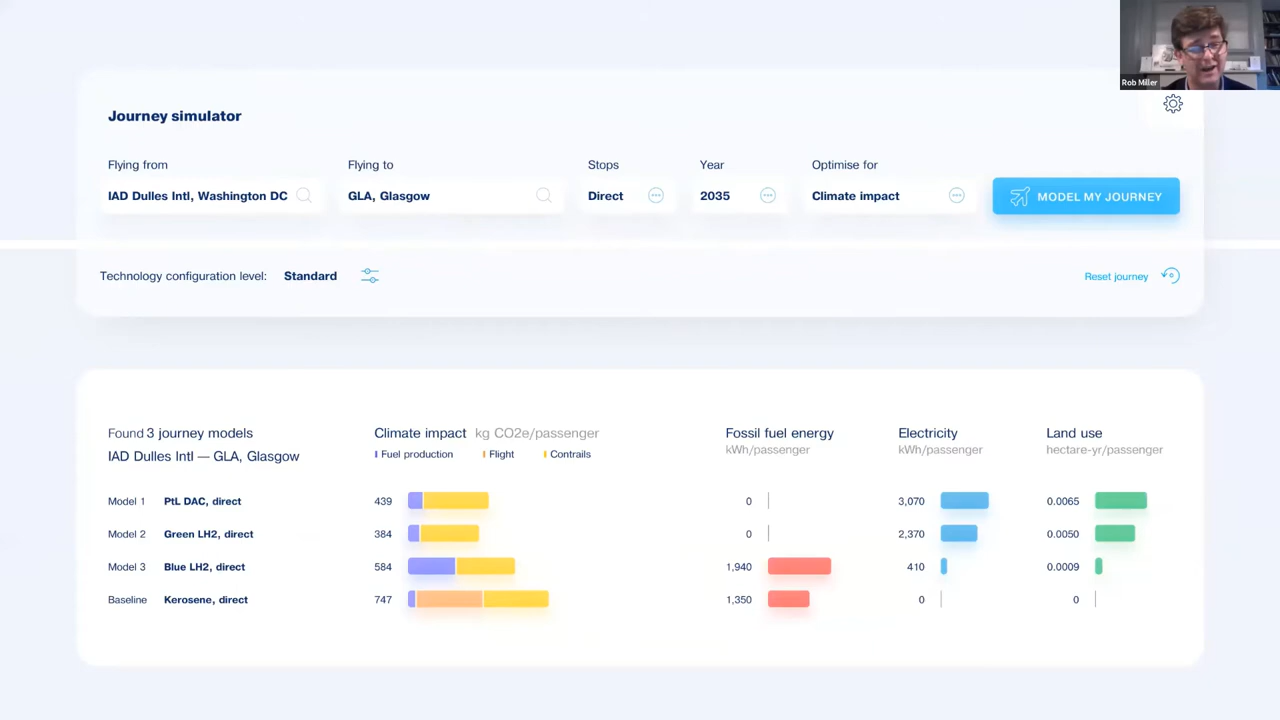 Rob Miller
Journey simulator
Flying from Flying to Stops Year Optimise for
IAD Dulles Intl, Washington DC GLA, Glasgow Direct 2035 Climate impact MODEL MY JOURNEY
Technology configuration level: Standard Reset journey
Found 3 journey models Climate impact kg CO2e/passenger Fossil fuel energy Electricity Land use
IAD Dulles Intl — GLA, Glasgow Fuel production Flight Contrails kWh/passenger kWh/passenger hectare-yr/passenger
Model 1 PtL DAC, direct 439 0 3,070 0.0065
Model 2 Green LH2, direct 384 0 2,370 0.0050
Model 3 Blue LH2, direct 584 1,940 410 0.0009
Baseline Kerosene, direct 747 1,350 0 0